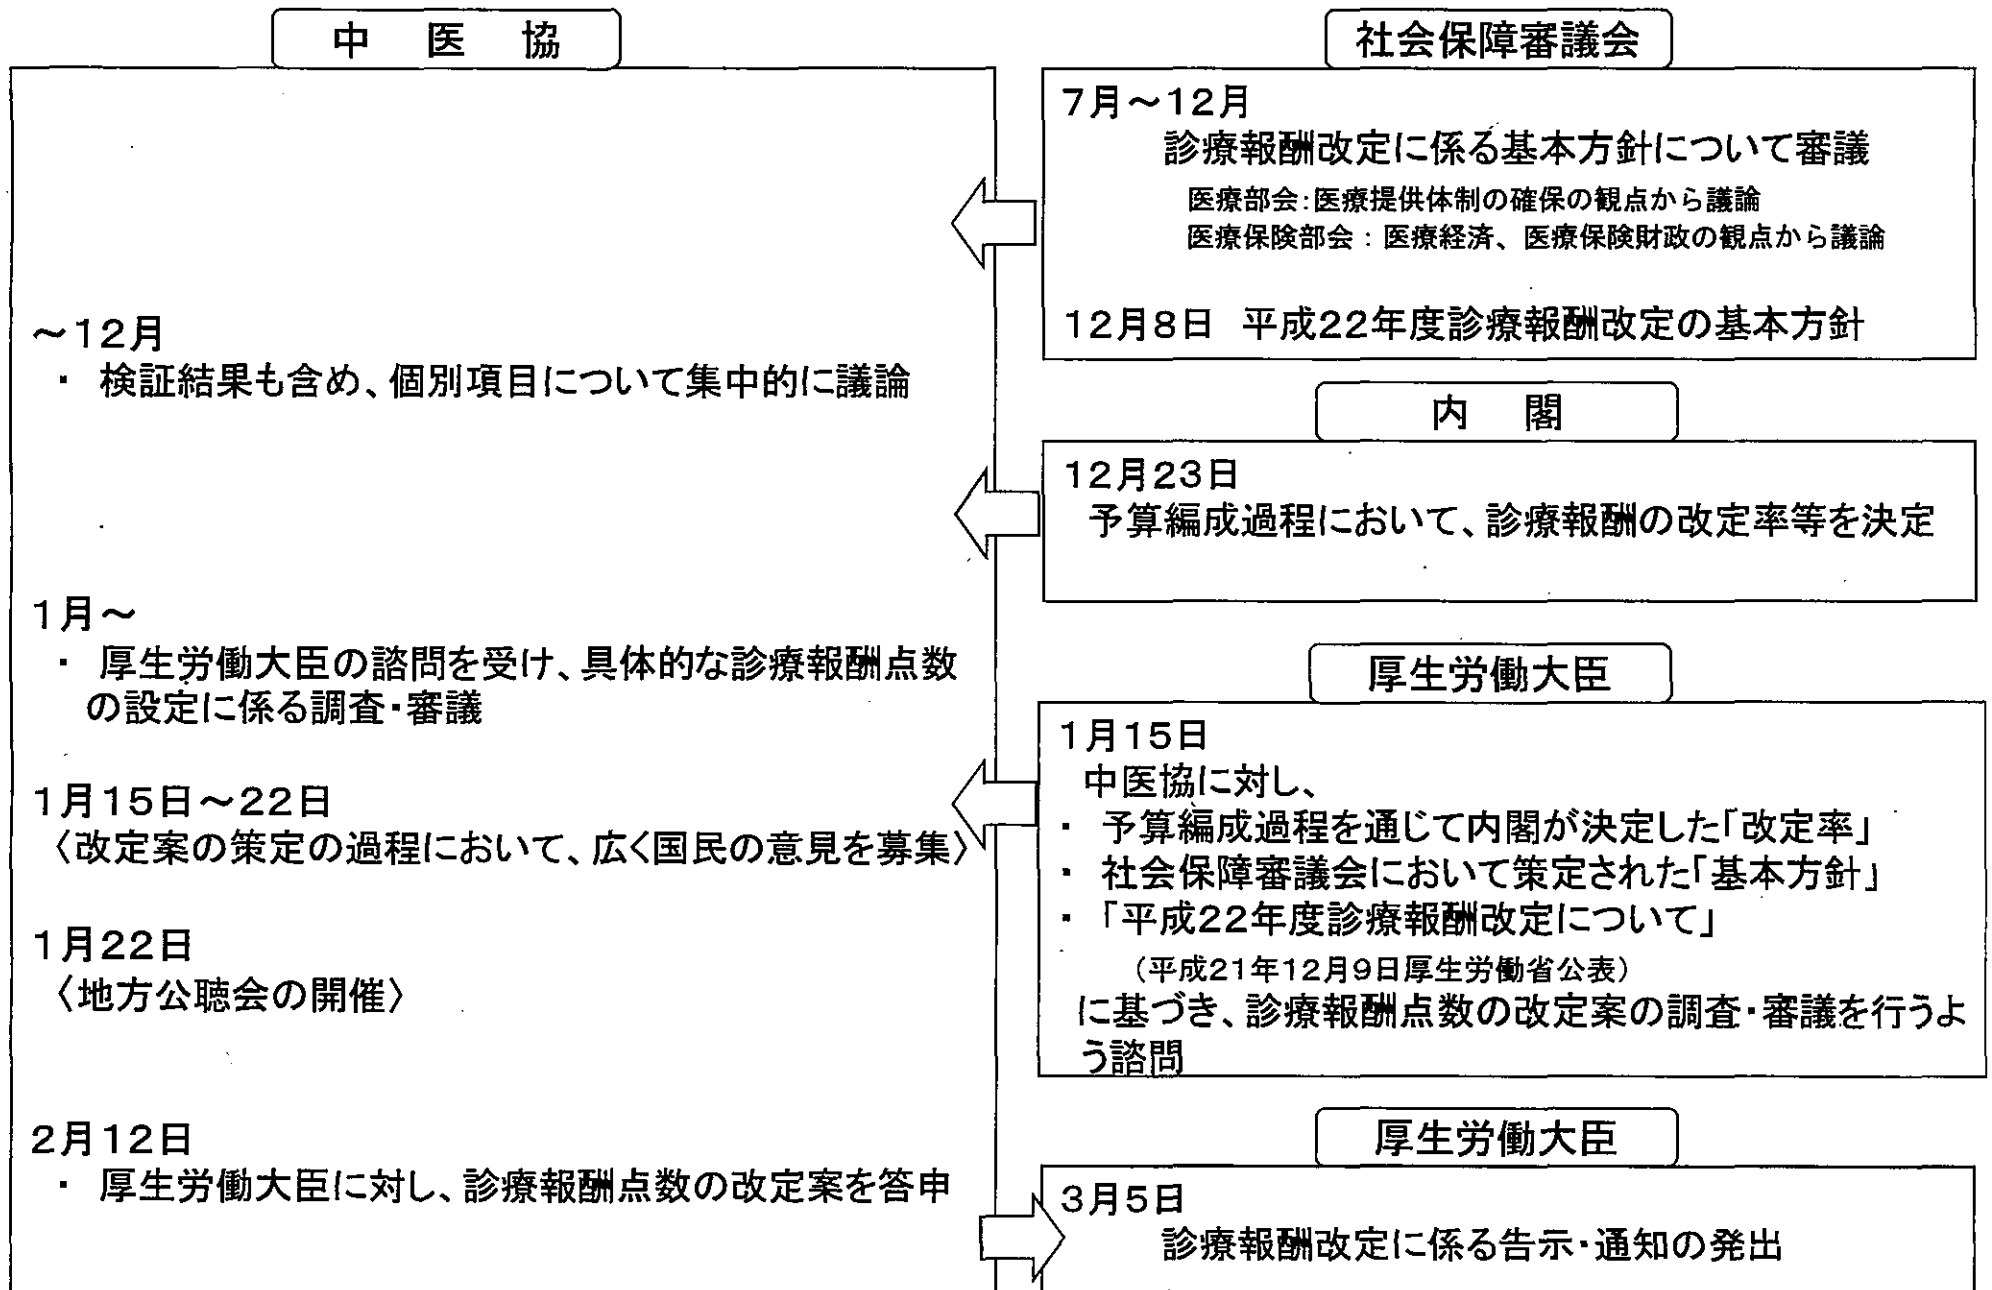 中　医　協
～12月
・ 検証結果も含め、個別項目について集中的に議論
1月～
・ 厚生労働大臣の諮問を受け、具体的な診療報酬点数
の設定に係る調査・審議
1月15日～22日
〈改定案の策定の過程において、広く国民の意見を募集〉
1月22日
〈地方公聴会の開催〉
2月12日
・ 厚生労働大臣に対し、診療報酬点数の改定案を答申
社会保障審議会
7月～12月
診療報酬改定に係る基本方針について審議
医療部会：医療提供体制の確保の観点から議論
医療保険部会：医療経済、医療保険財政の観点から議論
12月8日　平成22年度診療報酬改定の基本方針
内　閣
12月23日
予算編成過程において、診療報酬の改定率等を決定
厚生労働大臣
1月15日
中医協に対し、
・ 予算編成過程を通じて内閣が決定した「改定率」
・ 社会保障審議会において策定された「基本方針」
・「平成22年度診療報酬改定について」
（平成21年12月9日厚生労働省公表）
に基づき、診療報酬点数の改定案の調査・審議を行うよ
う諮問
厚生労働大臣
3月5日
診療報酬改定に係る告示・通知の発出